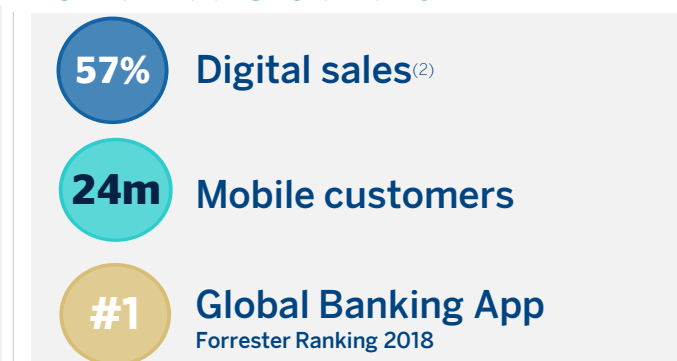 57% Digital sales(2)
24m Mobile customers
#1 Global Banking App
Forrester Ranking 2018